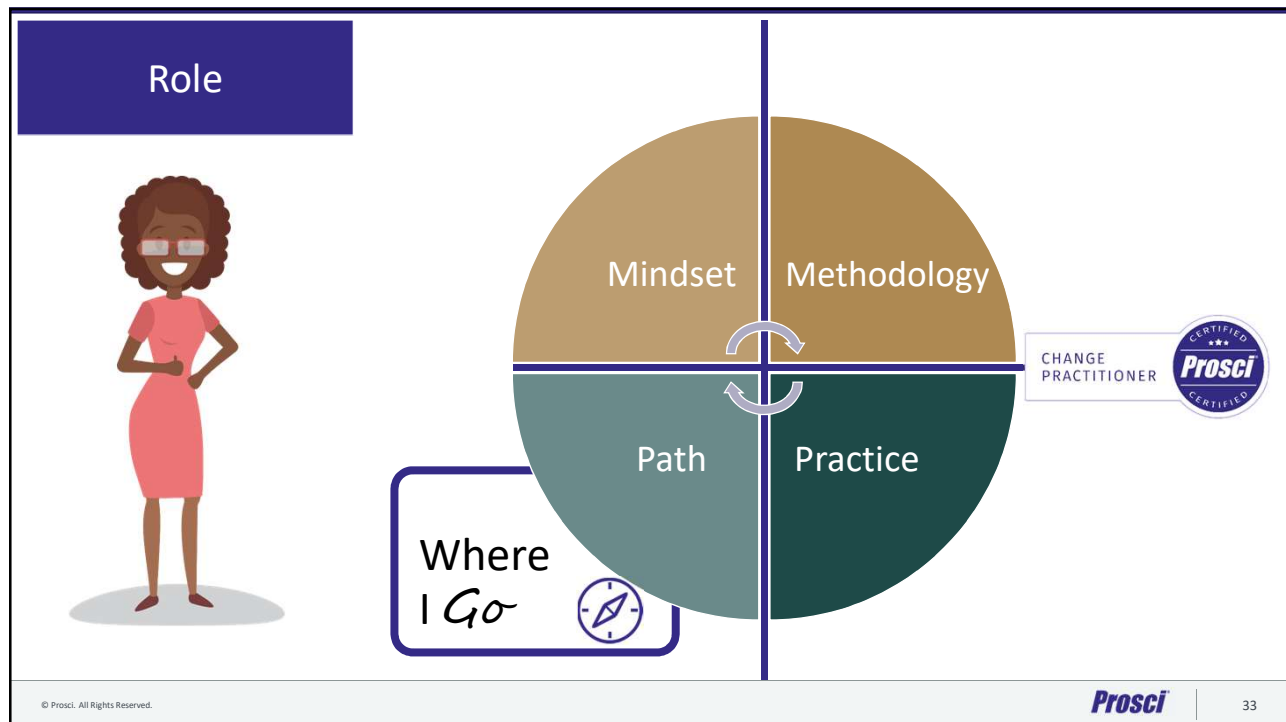 Role
Mindset
Methodology
CHANGE
PRACTITIONER
CERTIFIED
Prosci
CERTIFIED
Path
Practice
Where
I Go
© Prosci. All Rights Reserved.
Prosci
33